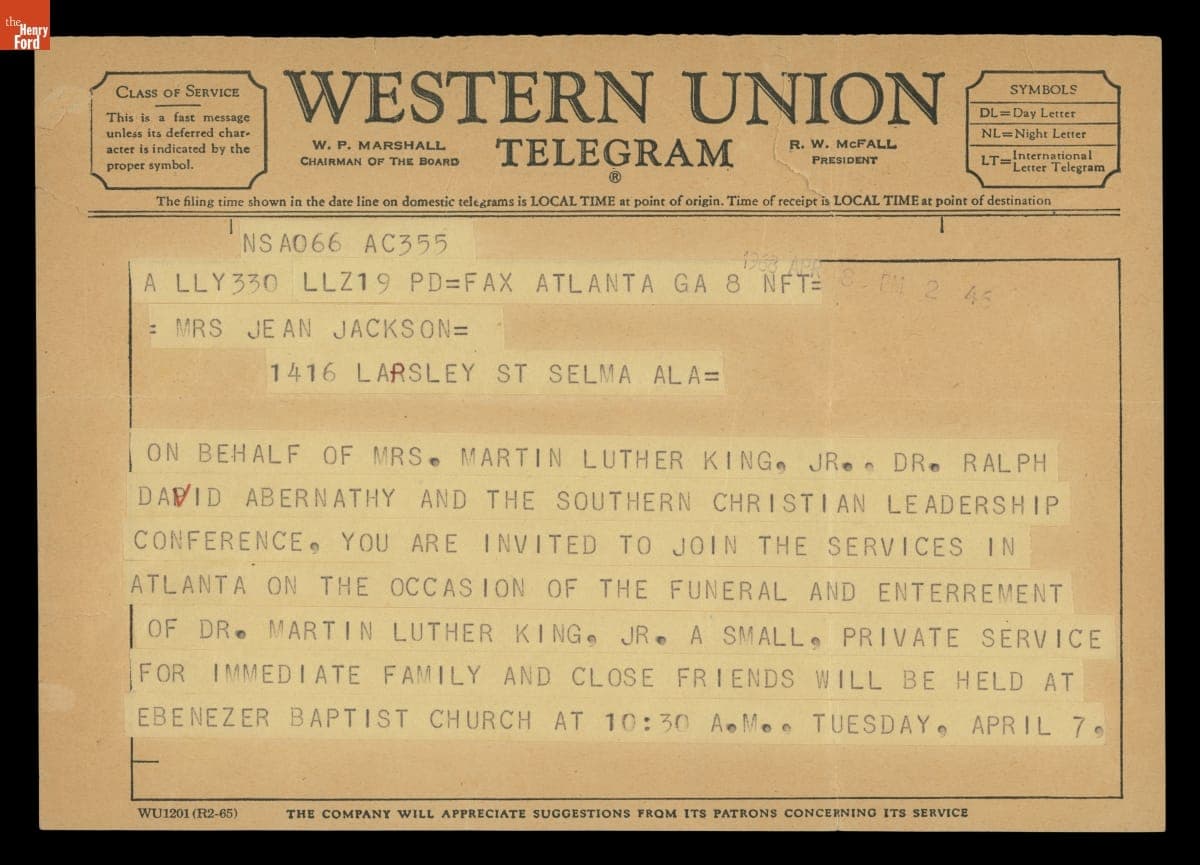 the
Henry
Ford
CLASS OF SERVICE
This is a fast message
unless its deferred char-
acter is indicated by the
proper symbol.
WESTERN UNION
TELEGRAM
®
W. P. MARSHALL
CHAIRMAN OF THE BOARD
R. W. McFALL
PRESIDENT
SYMBOLS
DL=Day Letter
NL=Night Letter
LT=International Letter Telegram
The filing time shown in the date line on domestic telegrams is LOCAL TIME at point of origin. Time of receipt is LOCAL TIME at point of destination
NSA066 AC355
A LLY330 LLZ19 PD=FAX ATLANTA GA 8 NFT=
1968 APR 8 PM 2 46
= MRS JEAN JACKSON=
1416 LARSLEY ST SELMA ALA=
ON BEHALF OF MRS. MARTIN LUTHER KING, JR.. DR. RALPH
DAVID ABERNATHY AND THE SOUTHERN CHRISTIAN LEADERSHIP
CONFERENCE, YOU ARE INVITED TO JOIN THE SERVICES IN
ATLANTA ON THE OCCASION OF THE FUNERAL AND ENTERREMENT
OF DR. MARTIN LUTHER KING, JR. A SMALL, PRIVATE SERVICE
FOR IMMEDIATE FAMILY AND CLOSE FRIENDS WILL BE HELD AT
EBENEZER BAPTIST CHURCH AT 10:30 A.M.. TUESDAY, APRIL 7,
WU1201 (R2-65)
THE COMPANY WILL APPRECIATE SUGGESTIONS FROM ITS PATRONS CONCERNING ITS SERVICE